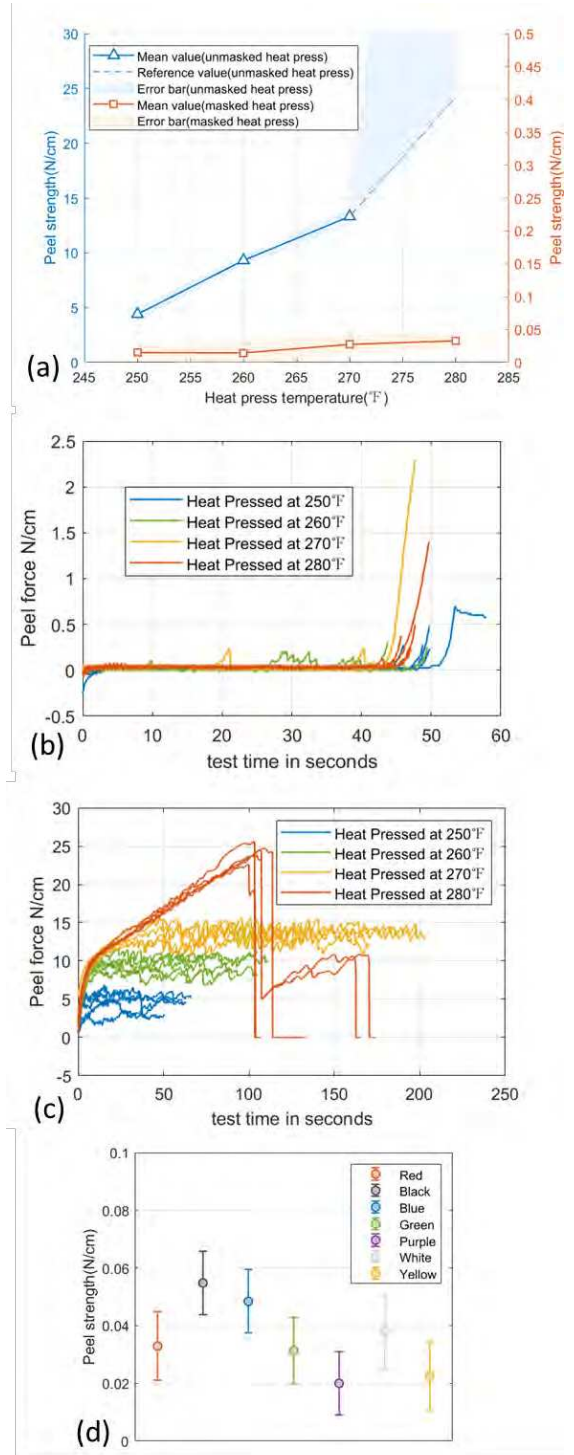 30
25
20
15
10
5
0
Peel strength(N/cm)
Mean value(unmasked heat press)
Reference value(unmasked heat press)
Error bar(unmasked heat press)
Mean value(masked heat press)
Error bar(masked heat press)
0.5
0.45
0.4
0.35
0.3
0.25
0.2
0.15
0.1
0.05
0
Peel strength(N/cm)
245 250 255 260 265 270 275 280 285
Heat press temperature(℉)
(a)
2.5
2
1.5
1
0.5
0
-0.5
Peel force N/cm
Heat Pressed at 250℉
Heat Pressed at 260℉
Heat Pressed at 270℉
Heat Pressed at 280℉
0 10 20 30 40 50 60
test time in seconds
(b)
30
25
20
15
10
5
0
-5
Peel force N/cm
Heat Pressed at 250℉
Heat Pressed at 260℉
Heat Pressed at 270℉
Heat Pressed at 280℉
0 50 100 150 200 250
test time in seconds
(c)
0.1
0.08
0.06
0.04
0.02
0
Peel strength(N/cm)
Red
Black
Blue
Green
Purple
White
Yellow
(d)